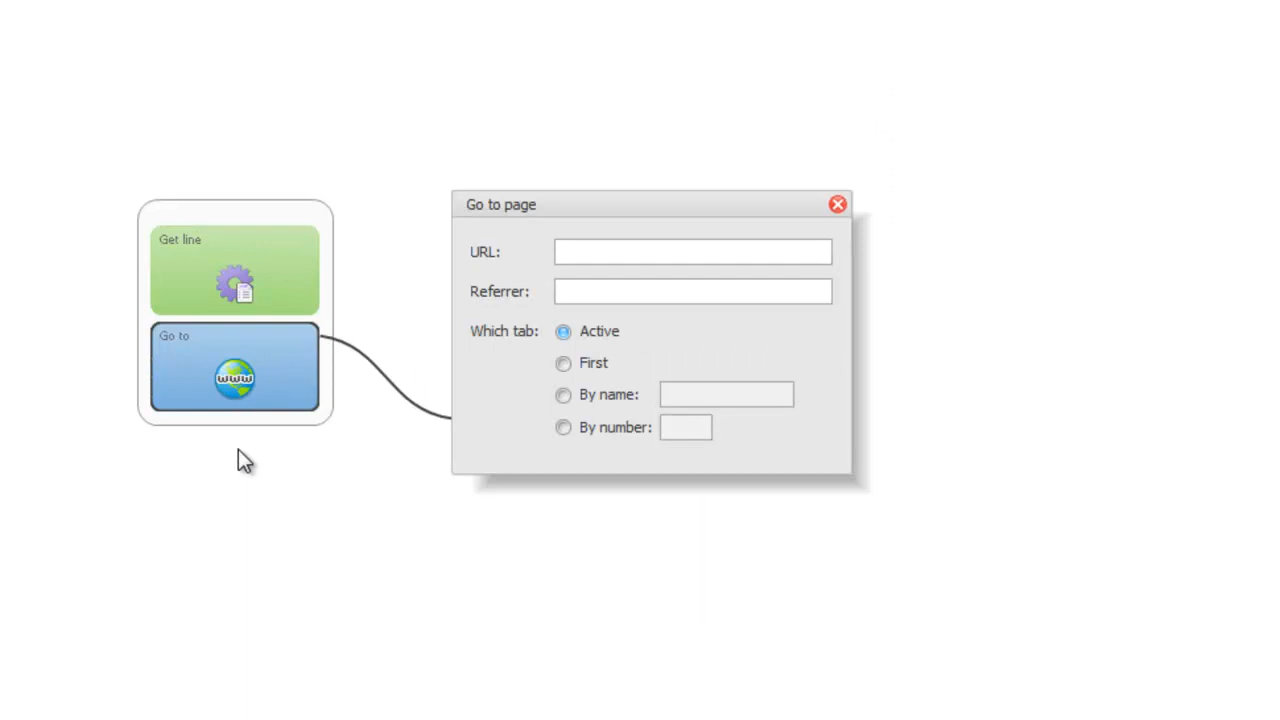 Get line
Go to
www
Go to page
URL:
Referrer:
Which tab: Active
First
By name:
By number: